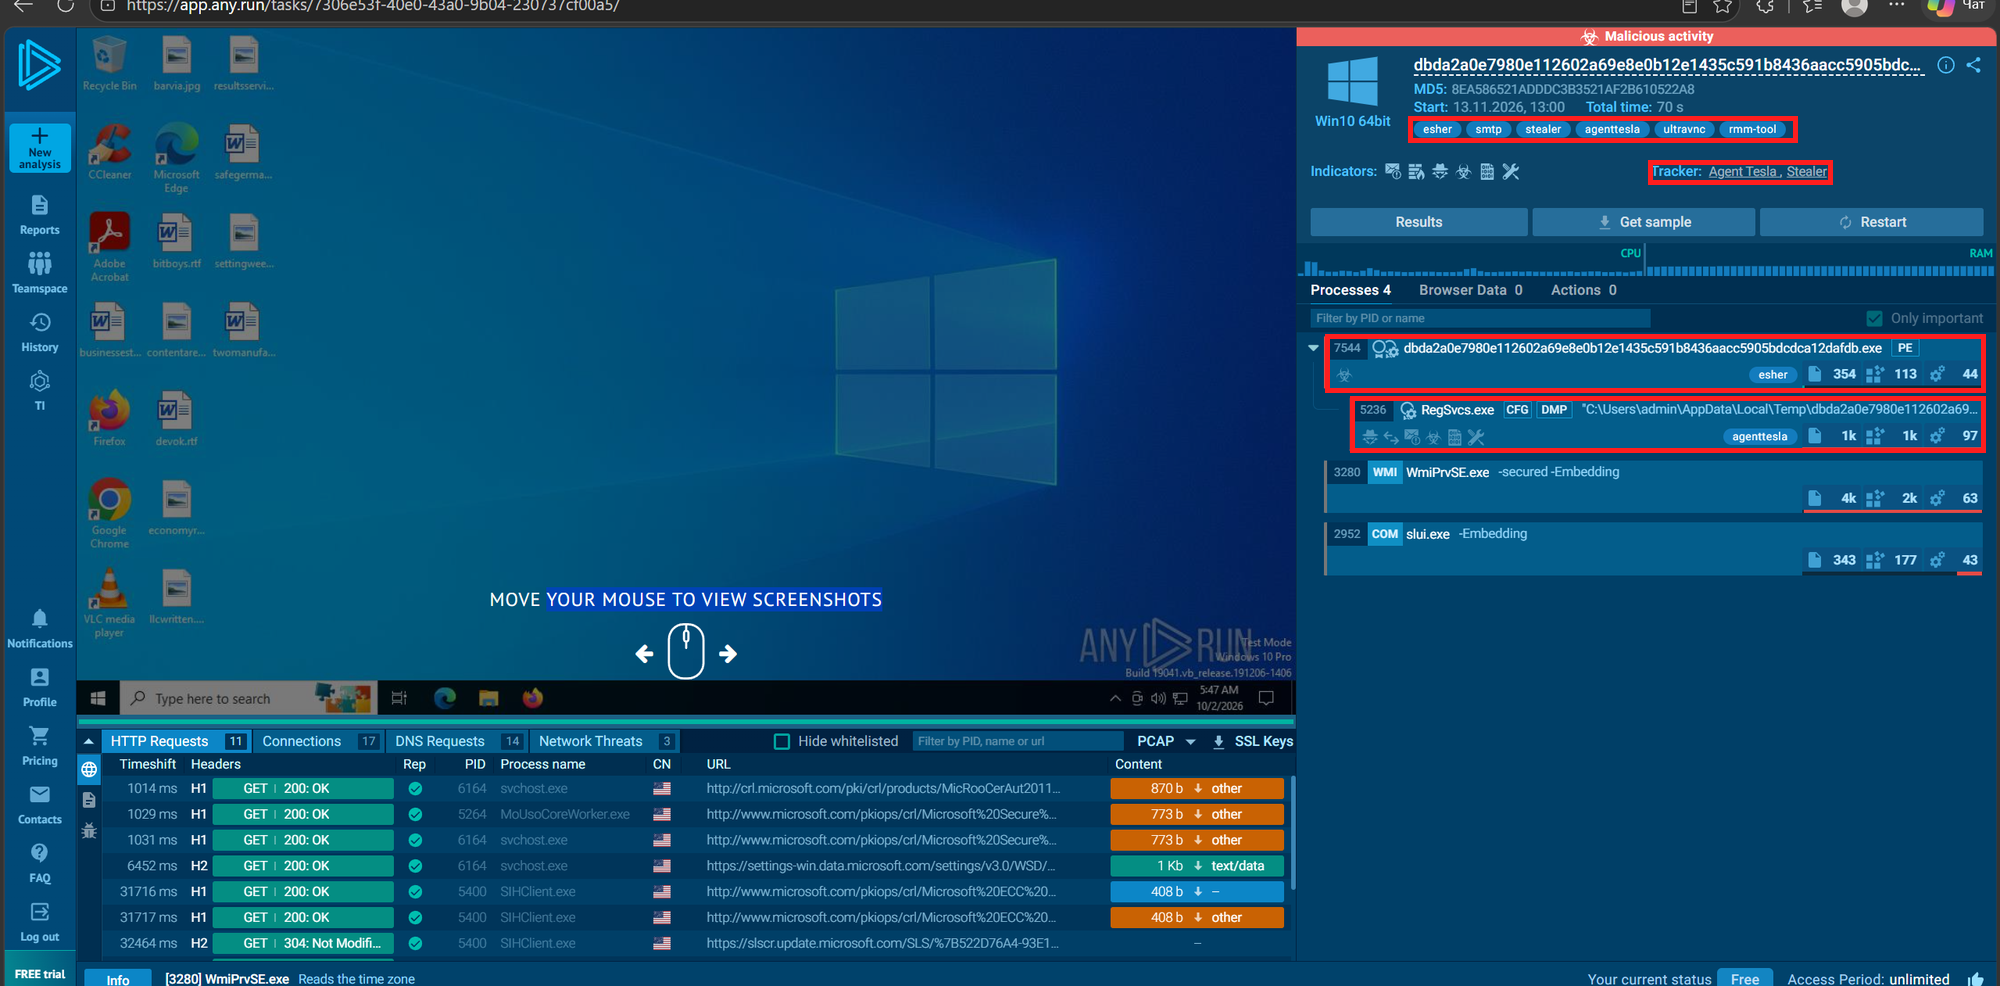 https://app.any.run/tasks/7306e53f-40e0-43a0-9b04-230737cf00a5/
Чат
New analysis
Reports
Teamspace
History
TI
Notifications
Profile
Pricing
Contacts
FAQ
Log out
FREE trial
Recycle Bin
barvia.jpg
resultsservi...
CCleaner
Microsoft Edge
safegerma...
Adobe Acrobat
bitboys.rtf
settingwee...
businessest...
contentare...
twomanufa...
Firefox
devok.rtf
Google Chrome
economyr...
VLC media player
llcwritten....
MOVE YOUR MOUSE TO VIEW SCREENSHOTS
ANY RUN
Test Mode
Windows 10 Pro
Build 19041.vb_release.191206-1406
Type here to search
5:47 AM
10/2/2026
HTTP Requests 11
Connections 17
DNS Requests 14
Network Threats 3
Hide whitelisted
Filter by PID, name or url
PCAP
SSL Keys
Timeshift Headers Rep PID Process name CN URL Content
1014 ms H1 GET | 200: OK 6164 svchost.exe http://crl.microsoft.com/pki/crl/products/MicRooCerAut2011... 870 b other
1029 ms H1 GET | 200: OK 5264 MoUsoCoreWorker.exe http://www.microsoft.com/pkiops/crl/Microsoft%20Secure%... 773 b other
1031 ms H1 GET | 200: OK 6164 svchost.exe http://www.microsoft.com/pkiops/crl/Microsoft%20Secure%... 773 b other
6452 ms H2 GET | 200: OK 6164 svchost.exe https://settings-win.data.microsoft.com/settings/v3.0/WSD/... 1 Kb text/data
31716 ms H1 GET | 200: OK 5400 SIHClient.exe http://www.microsoft.com/pkiops/crl/Microsoft%20ECC%20... 408 b –
31717 ms H1 GET | 200: OK 5400 SIHClient.exe http://www.microsoft.com/pkiops/crl/Microsoft%20ECC%20... 408 b other
32464 ms H2 GET | 304: Not Modifi... 5400 SIHClient.exe https://slscr.update.microsoft.com/SLS/%7B522D76A4-93E1... –
Info [3280] WmiPrvSE.exe Reads the time zone
Malicious activity
Win10 64bit
dbda2a0e7980e112602a69e8e0b12e1435c591b8436aacc5905bdc...
MD5: 8EA586521ADDDC3B3521AF2B610522A8
Start: 13.11.2026, 13:00 Total time: 70 s
esher smtp stealer agenttesla ultravnc rmm-tool
Indicators:
Tracker: Agent Tesla, Stealer
Results
Get sample
Restart
CPU
RAM
Processes 4
Browser Data 0
Actions 0
Filter by PID or name
Only important
7544 dbda2a0e7980e112602a69e8e0b12e1435c591b8436aacc5905bdcdca12dafdb.exe PE
esher 354 113 44
5236 RegSvcs.exe CFG DMP "C:\Users\admin\AppData\Local\Temp\dbda2a0e7980e112602a69...
agenttesla 1k 1k 97
3280 WMI WmiPrvSE.exe -secured -Embedding
4k 2k 63
2952 COM slui.exe -Embedding
343 177 43
Your current status Free Access Period: unlimited